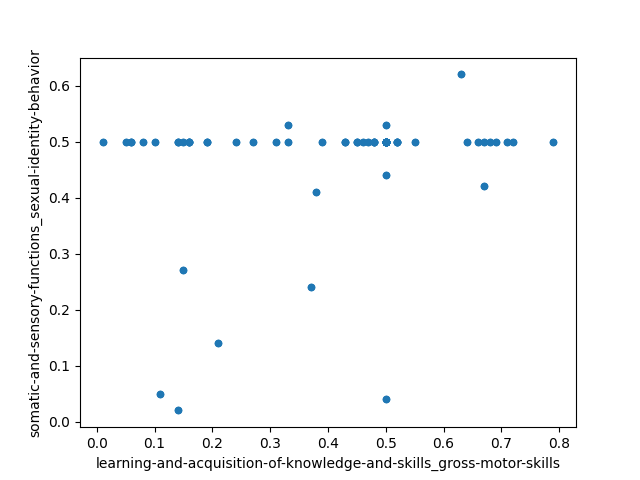 somatic-and-sensory-functions_sexual-identity-behavior
0.6
0.5
0.4
0.3
0.2
0.1
0.0
0.0 0.1 0.2 0.3 0.4 0.5 0.6 0.7 0.8
learning-and-acquisition-of-knowledge-and-skills_gross-motor-skills